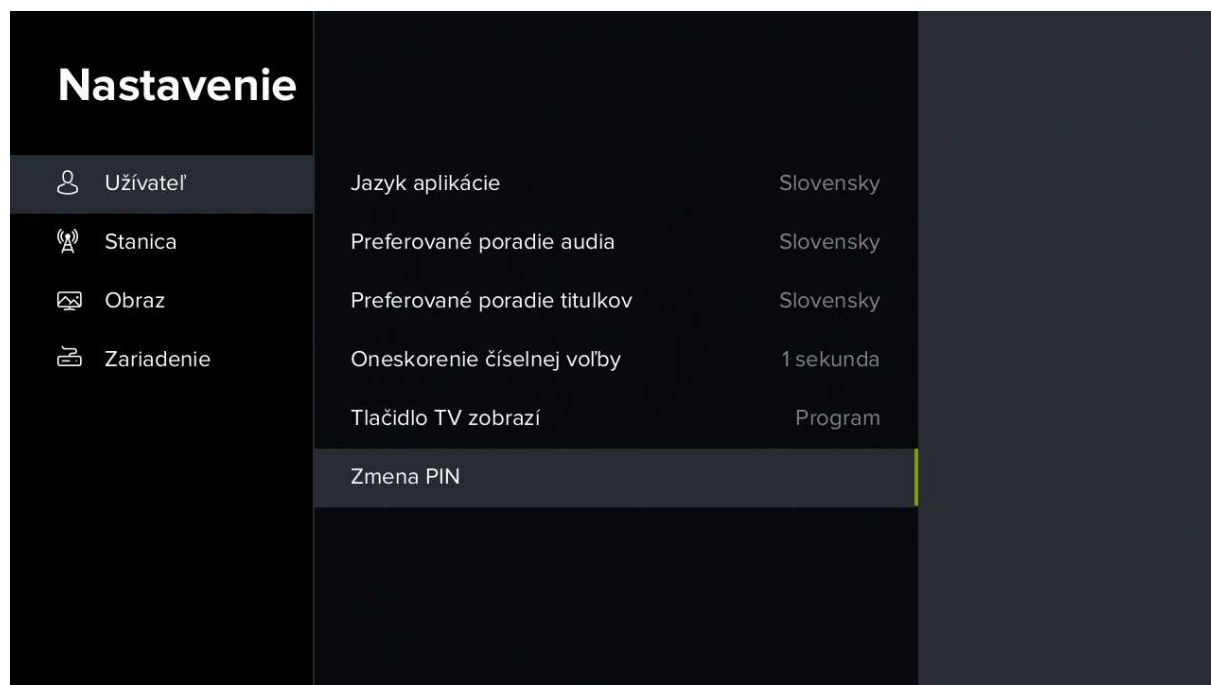 Nastavenie
Užívateľ
Stanica
Obraz
Zariadenie
Jazyk aplikácie Slovensky
Preferované poradie audia Slovensky
Preferované poradie titulkov Slovensky
Oneskorenie číselnej voľby 1 sekunda
Tlačidlo TV zobrazí Program
Zmena PIN